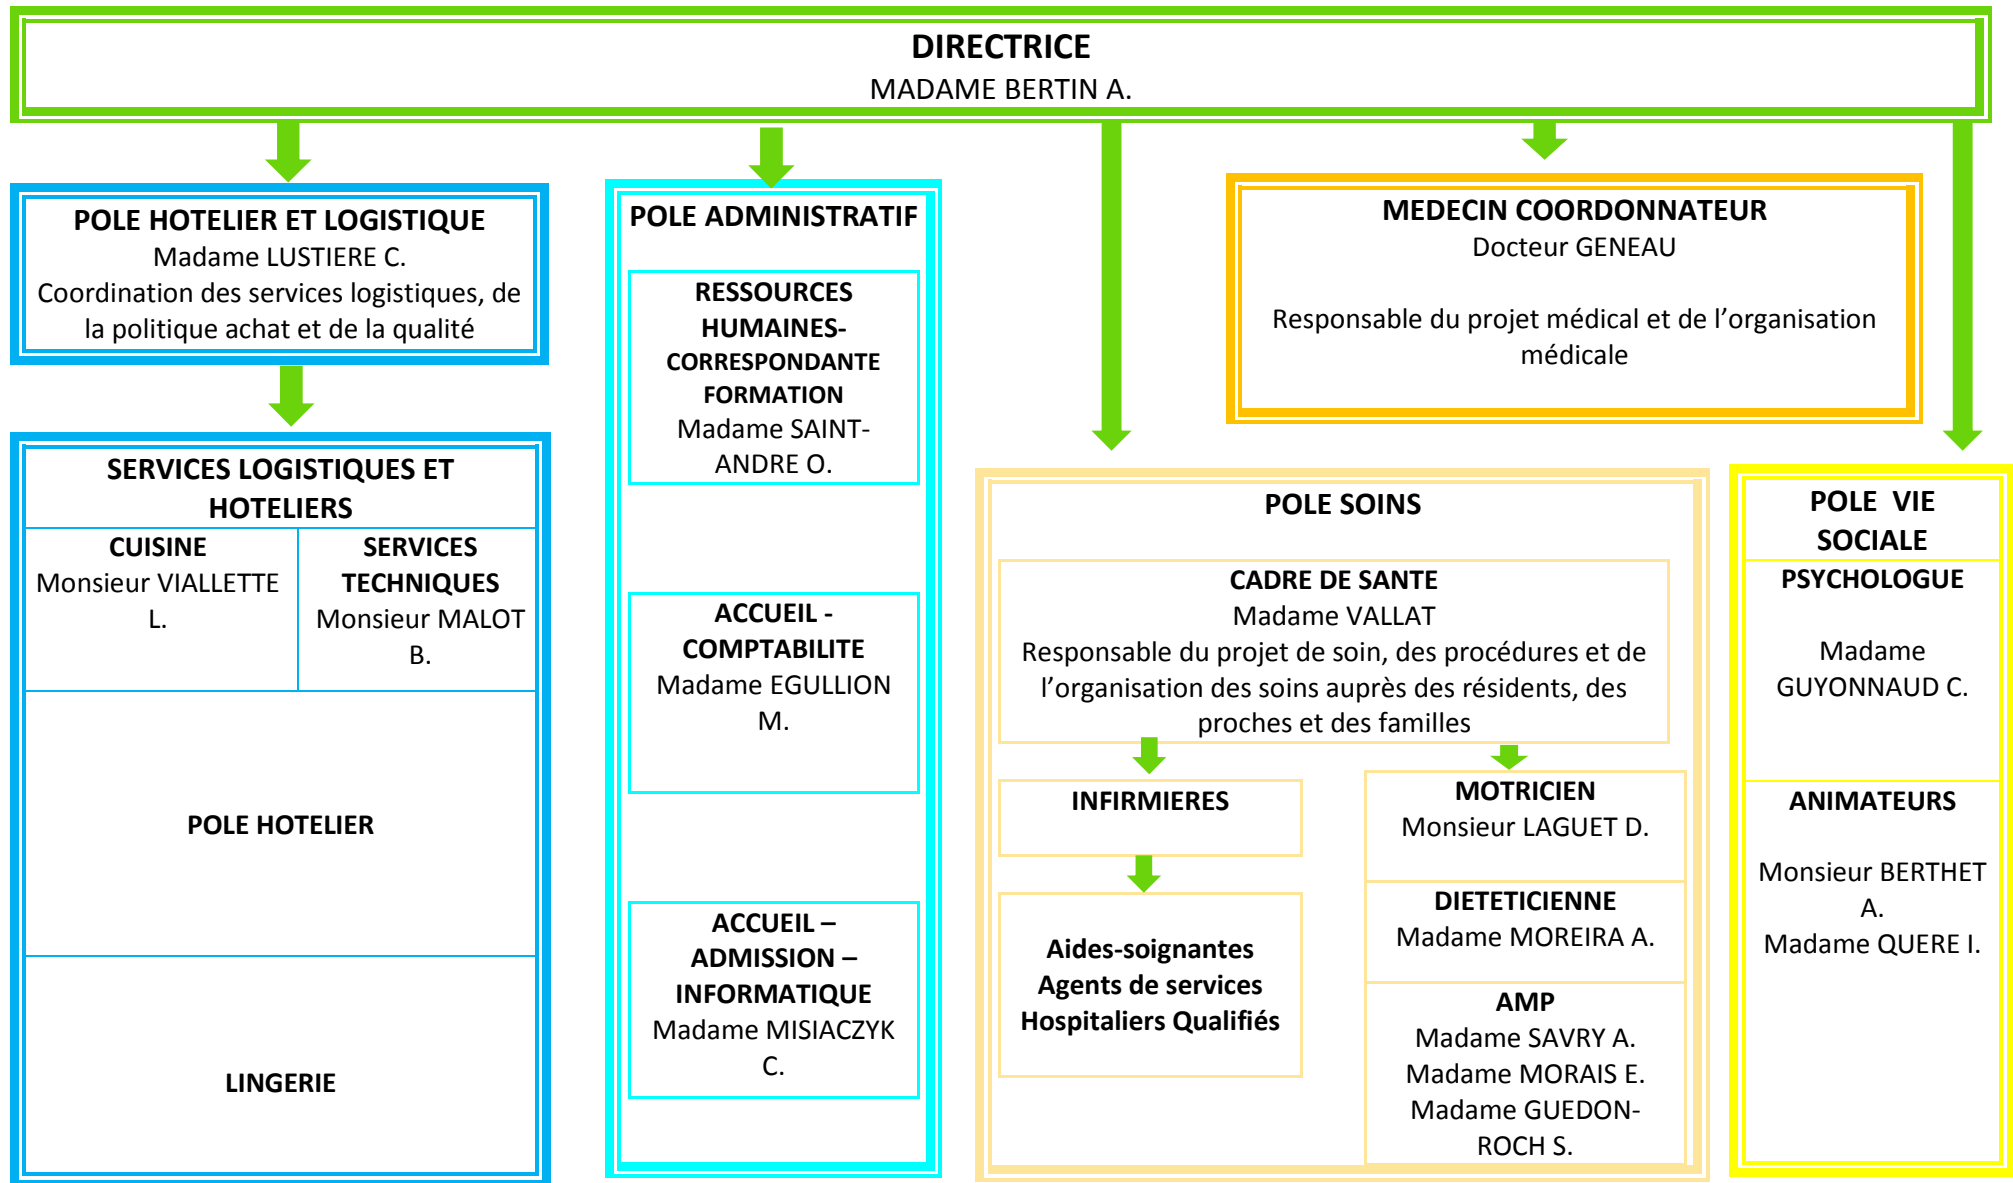 DIRECTRICE
MADAME BERTIN A.
POLE HOTELIER ET LOGISTIQUE
Madame LUSTIERE C.
Coordination des services logistiques, de
la politique achat et de la qualité
SERVICES LOGISTIQUES ET
HOTELIERS
CUISINE
Monsieur VIALLETTE
L.
SERVICES
TECHNIQUES
Monsieur MALOT
B.
POLE HOTELIER
LINGERIE
POLE ADMINISTRATIF
RESSOURCES
HUMAINES-
CORRESPONDANTE
FORMATION
Madame SAINT-
ANDRE O.
ACCUEIL -
COMPTABILITE
Madame EGULLION
M.
ACCUEIL –
ADMISSION –
INFORMATIQUE
Madame MISIACZYK
C.
MEDECIN COORDONNATEUR
Docteur GENEAU
Responsable du projet médical et de l’organisation
médicale
POLE SOINS
CADRE DE SANTE
Madame VALLAT
Responsable du projet de soin, des procédures et de
l’organisation des soins auprès des résidents, des
proches et des familles
INFIRMIERES
Aides-soignantes
Agents de services
Hospitaliers Qualifiés
MOTRICIEN
Monsieur LAGUET D.
DIETETICIENNE
Madame MOREIRA A.
AMP
Madame SAVRY A.
Madame MORAIS E.
Madame GUEDON-
ROCH S.
POLE VIE
SOCIALE
PSYCHOLOGUE
Madame
GUYONNAUD C.
ANIMATEURS
Monsieur BERTHET
A.
Madame QUERE I.